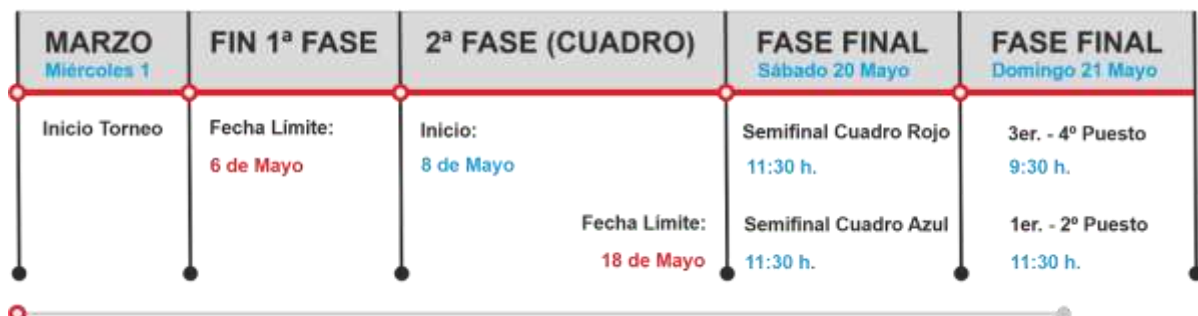 MARZO
Miércoles 1
Inicio Torneo
FIN 1ª FASE
Fecha Límite:
6 de Mayo
2ª FASE (CUADRO)
Inicio:
8 de Mayo
Fecha Límite:
18 de Mayo
FASE FINAL
Sábado 20 Mayo
Semifinal Cuadro Rojo
11:30 h.
Semifinal Cuadro Azul
11:30 h.
FASE FINAL
Domingo 21 Mayo
3er. - 4º Puesto
9:30 h.
1er. - 2º Puesto
11:30 h.